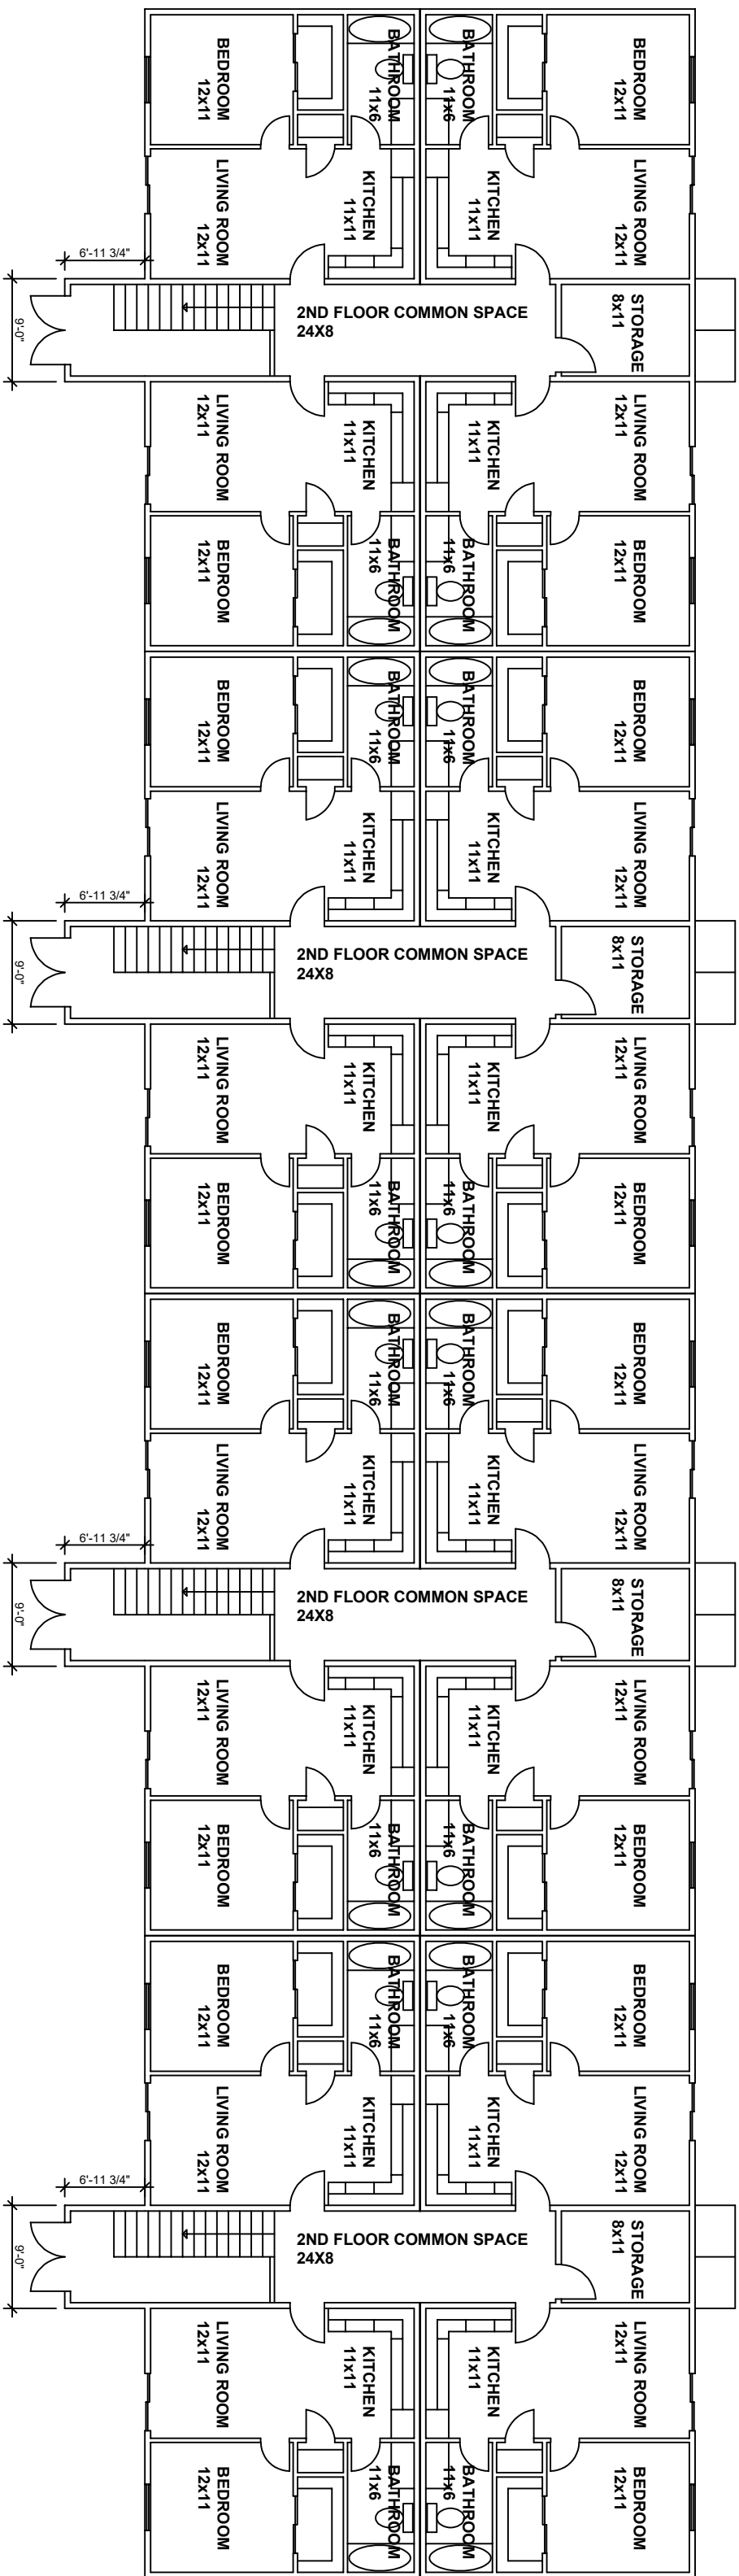 BEDROOM
12x11
BATHROOM
11x6
BATHROOM
11x6
BEDROOM
12x11
LIVING ROOM
12x11
KITCHEN
11x11
KITCHEN
11x11
LIVING ROOM
12x11
6'-11 3/4"
9'-0"
2ND FLOOR COMMON SPACE
24X8
STORAGE
8x11
LIVING ROOM
12x11
KITCHEN
11x11
KITCHEN
11x11
LIVING ROOM
12x11
BEDROOM
12x11
BATHROOM
11x6
BATHROOM
11x6
BEDROOM
12x11
BEDROOM
12x11
BATHROOM
11x6
BATHROOM
11x6
BEDROOM
12x11
LIVING ROOM
12x11
KITCHEN
11x11
KITCHEN
11x11
LIVING ROOM
12x11
6'-11 3/4"
9'-0"
2ND FLOOR COMMON SPACE
24X8
STORAGE
8x11
LIVING ROOM
12x11
KITCHEN
11x11
KITCHEN
11x11
LIVING ROOM
12x11
BEDROOM
12x11
BATHROOM
11x6
BATHROOM
11x6
BEDROOM
12x11
BEDROOM
12x11
BATHROOM
11x6
BATHROOM
11x6
BEDROOM
12x11
LIVING ROOM
12x11
KITCHEN
11x11
KITCHEN
11x11
LIVING ROOM
12x11
6'-11 3/4"
9'-0"
2ND FLOOR COMMON SPACE
24X8
STORAGE
8x11
LIVING ROOM
12x11
KITCHEN
11x11
KITCHEN
11x11
LIVING ROOM
12x11
BEDROOM
12x11
BATHROOM
11x6
BATHROOM
11x6
BEDROOM
12x11
BEDROOM
12x11
BATHROOM
11x6
BATHROOM
11x6
BEDROOM
12x11
LIVING ROOM
12x11
KITCHEN
11x11
KITCHEN
11x11
LIVING ROOM
12x11
6'-11 3/4"
9'-0"
2ND FLOOR COMMON SPACE
24X8
STORAGE
8x11
LIVING ROOM
12x11
KITCHEN
11x11
KITCHEN
11x11
LIVING ROOM
12x11
BEDROOM
12x11
BATHROOM
11x6
BATHROOM
11x6
BEDROOM
12x11